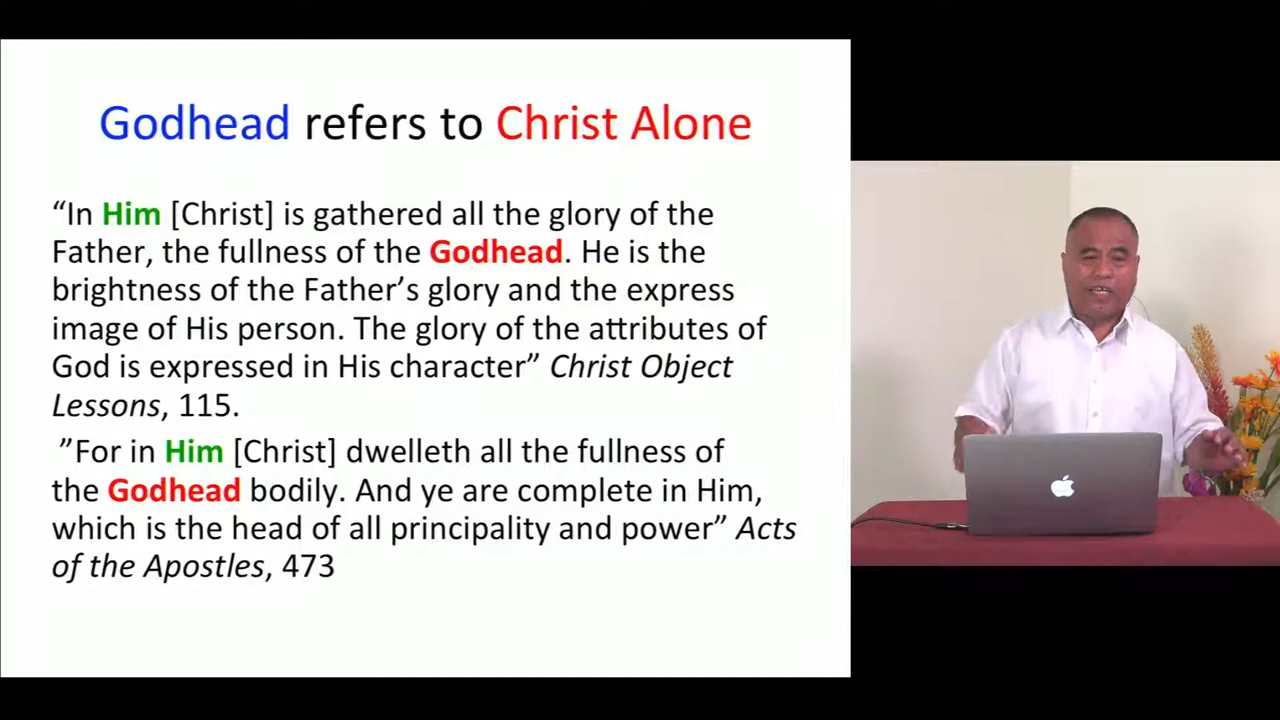 Godhead refers to Christ Alone
“In Him [Christ] is gathered all the glory of the
Father, the fullness of the Godhead. He is the
brightness of the Father’s glory and the express
image of His person. The glory of the attributes of
God is expressed in His character” Christ Object
Lessons, 115.
”For in Him [Christ] dwelleth all the fullness of
the Godhead bodily. And ye are complete in Him,
which is the head of all principality and power” Acts
of the Apostles, 473